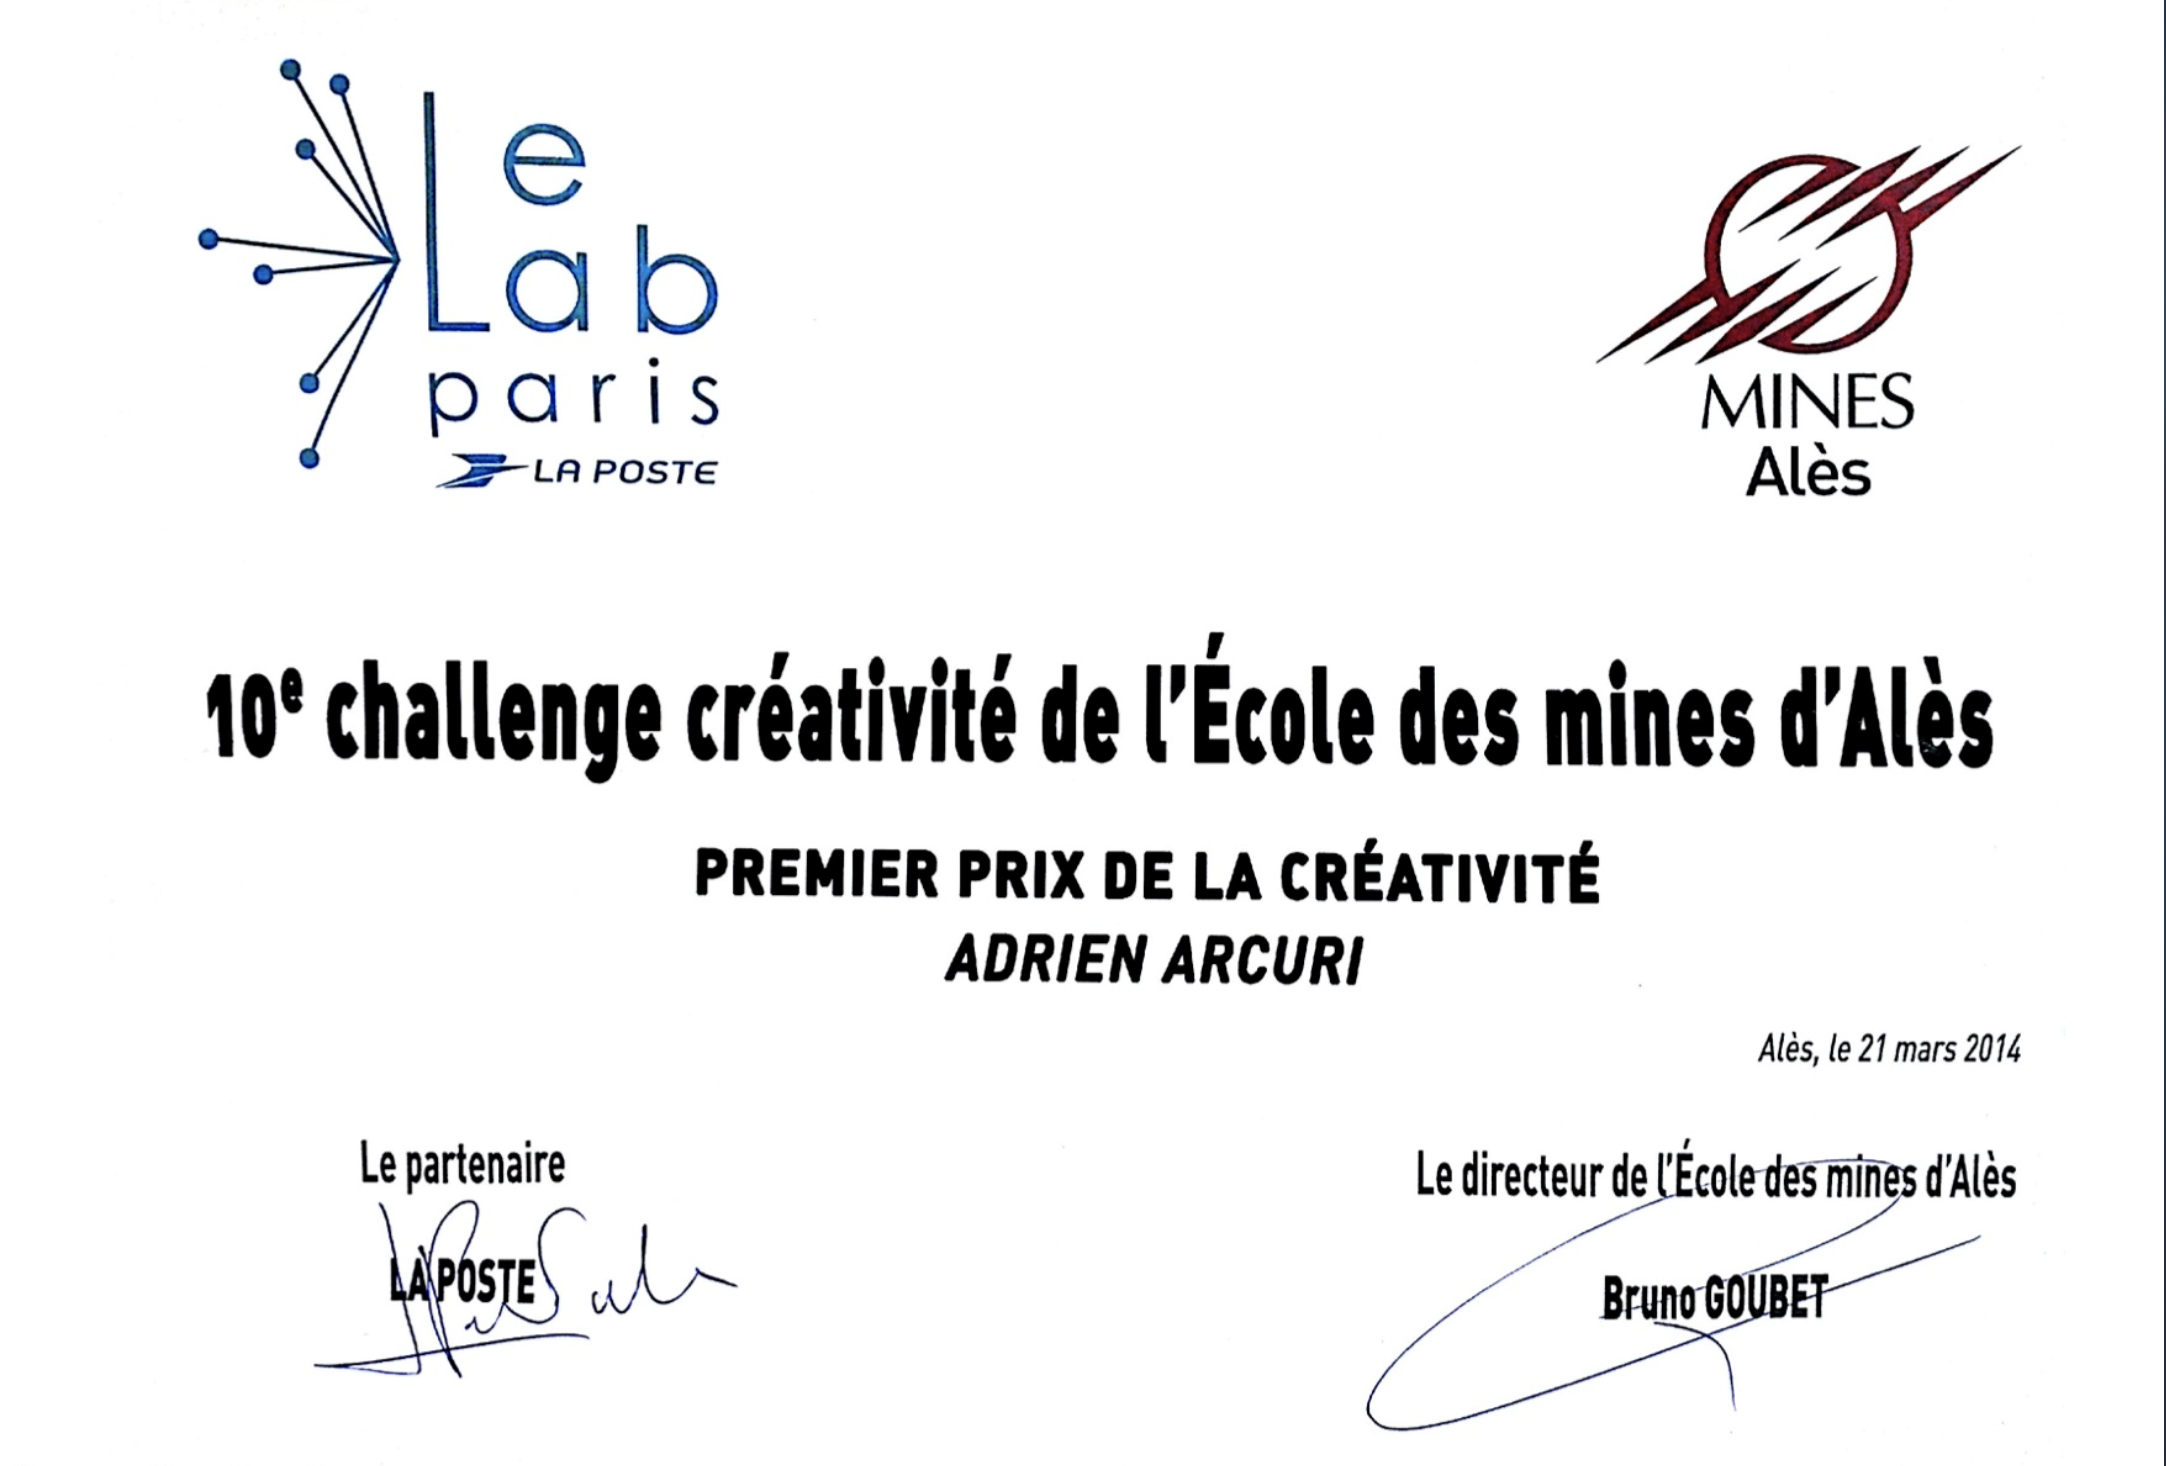 Le
Lab
paris
LA POSTE
MINES
Alès
10e challenge créativité de l'École des mines d'Alès
PREMIER PRIX DE LA CRÉATIVITÉ
ADRIEN ARCURI
Alès, le 21 mars 2014
Le partenaire
LA POSTE
Le directeur de l'École des mines d'Alès
Bruno GOUBET